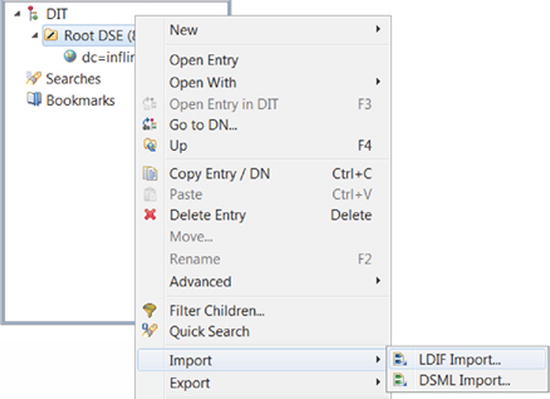 DIT
Root DSE (8
dc=inflin
Searches
Bookmarks
New
Open Entry
Open With
Open Entry in DIT F3
Go to DN...
Up F4
Copy Entry / DN Ctrl+C
Paste Ctrl+V
Delete Entry Delete
Move...
Rename F2
Advanced
Filter Children...
Quick Search
Import
Export
LDIF Import...
DSML Import...